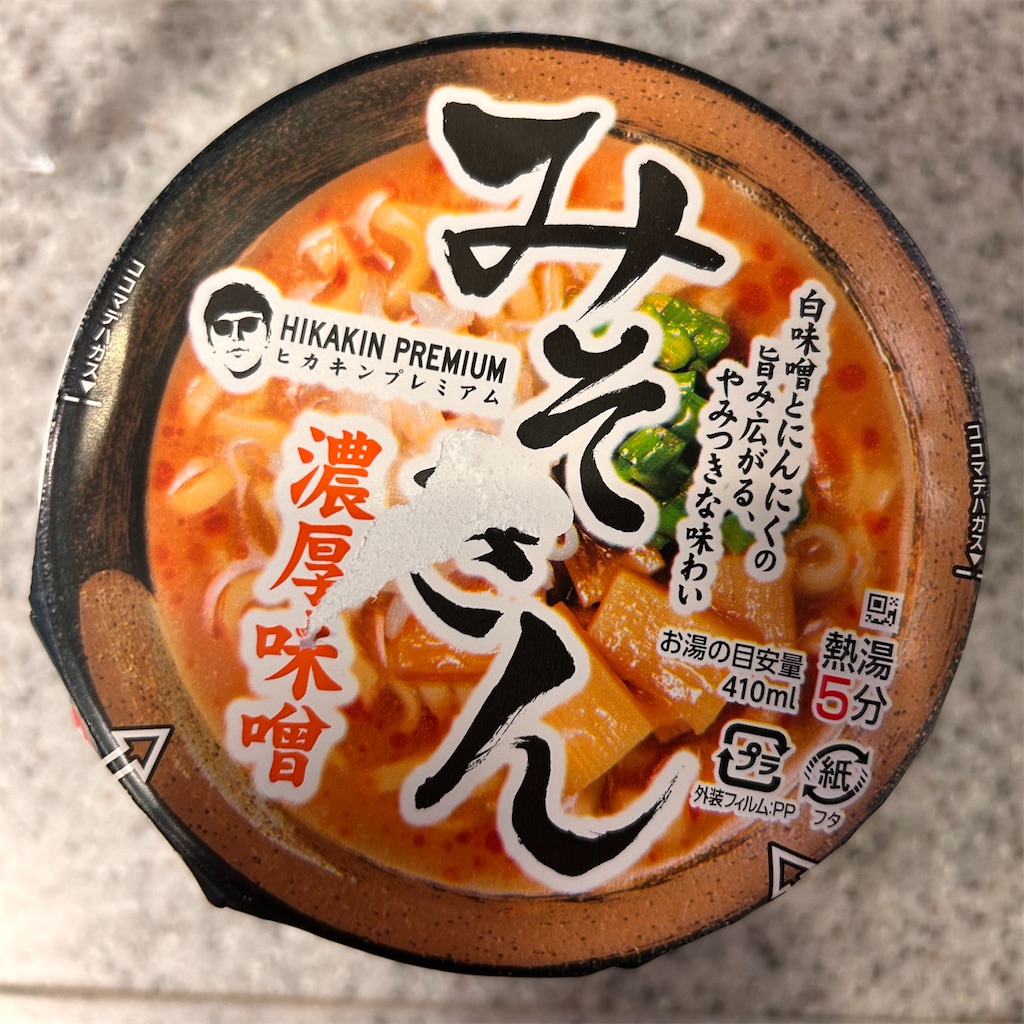 みそ ん
HIKAKIN PREMIUM
ヒカキンプレミアム
濃厚味噌
白味噌とにんにくの
旨み広がる、
やみつきな味わい
お湯の目安量
410ml
熱湯
5分
プラ
外装フィルム:PP
紙
フタ
ココマデハガス
ココマデハガス